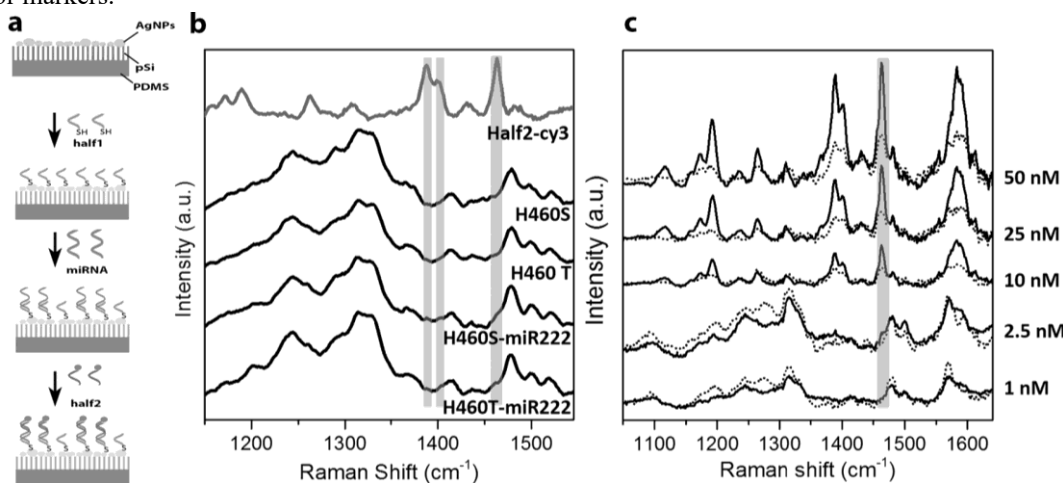 or markers.
a
AgNPs
pSi
PDMS
SH SH
half1
S S S S S S
miRNA
S S S S S S
half2
S S S S S S
b
Intensity (a.u.)
Half2-cy3
H460S
H460 T
H460S-miR222
H460T-miR222
1200 1300 1400 1500
Raman Shift (cm-1)
c
Intensity (a.u.)
50 nM
25 nM
10 nM
2.5 nM
1 nM
1100 1200 1300 1400 1500 1600
Raman shift (cm-1)